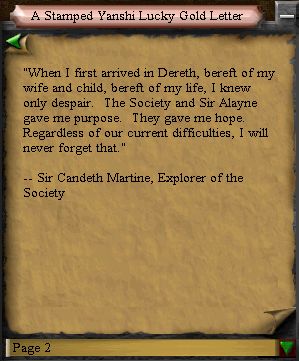 A Stamped Yanshi Lucky Gold Letter
"When I first arrived in Dereth, bereft of my
wife and child, bereft of my life, I knew
only despair.  The Society and Sir Alayne
gave me purpose.  They gave me hope.
Regardless of our current difficulties, I will
never forget that."
-- Sir Candeth Martine, Explorer of the
Society
Page 2